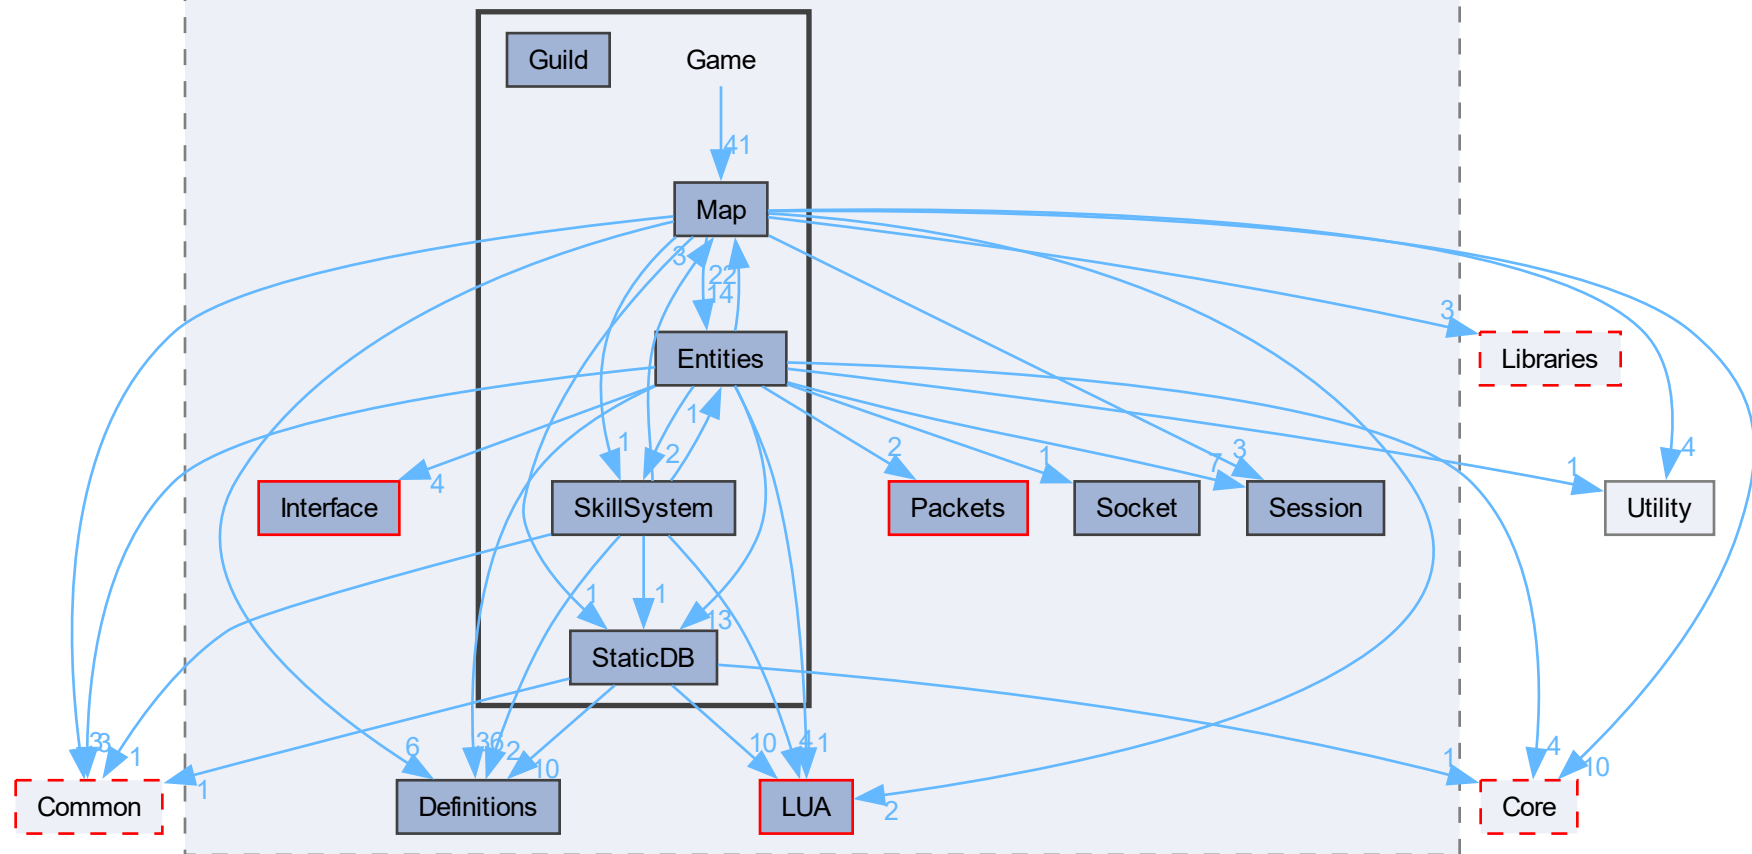 Guild
Game
41
Map
3
22
14
Entities
3
Libraries
1
2
1
4
2
1
7
3
1
4
Interface
SkillSystem
Packets
Socket
Session
Utility
1
1
13
StaticDB
3
3
1
1
6
36
2
10
10
4
1
2
1
4
10
Common
Definitions
LUA
Core